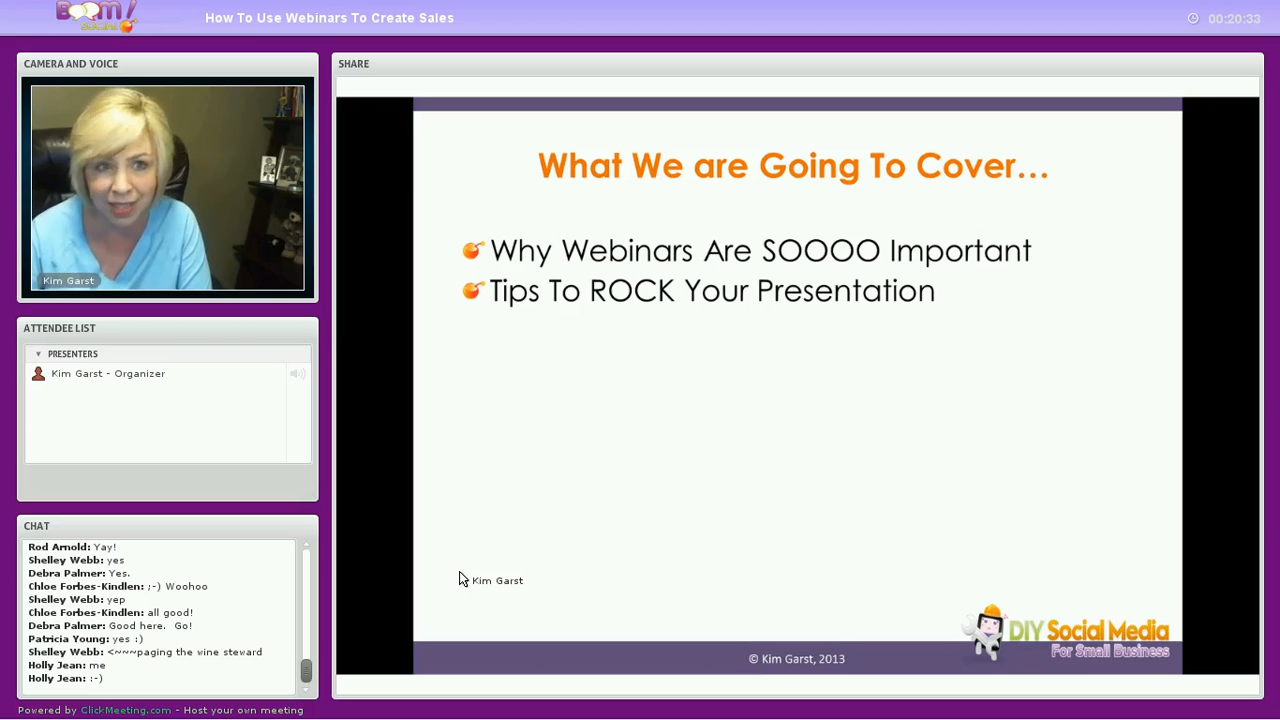 BOOM!
SOCIAL
How To Use Webinars To Create Sales
00:20:33
CAMERA AND VOICE
Kim Garst
ATTENDEE LIST
PRESENTERS
Kim Garst - Organizer
CHAT
Rod Arnold: Yay!
Shelley Webb: yes
Debra Palmer: Yes.
Chloe Forbes-Kindlen: ;-) Woohoo
Shelley Webb: yep
Chloe Forbes-Kindlen: all good!
Debra Palmer: Good here.  Go!
Patricia Young: yes :)
Shelley Webb: <~~~paging the wine steward
Holly Jean: me
Holly Jean: :-)
SHARE
What We are Going To Cover...
Why Webinars Are SOOOO Important
Tips To ROCK Your Presentation
Kim Garst
DIY Social Media
For Small Business
© Kim Garst, 2013
Powered by ClickMeeting.com - Host your own meeting